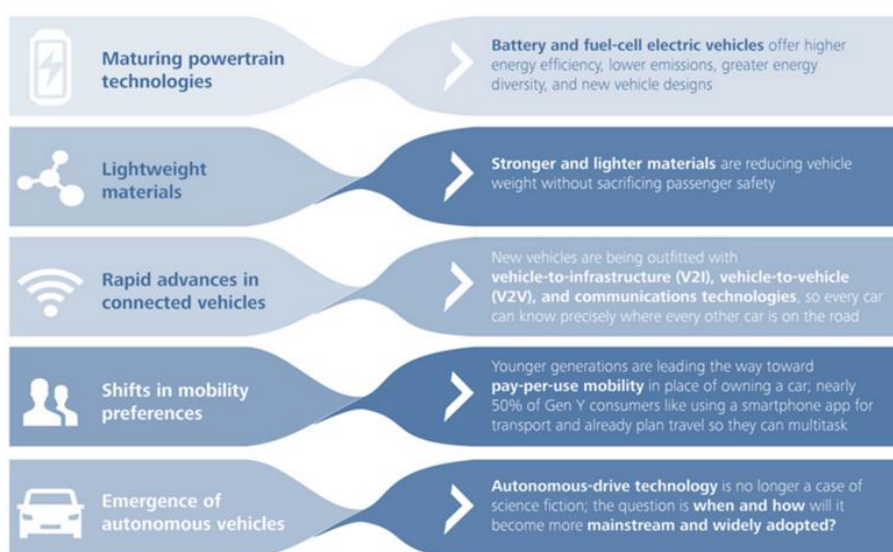 Maturing powertrain
technologies
Battery and fuel-cell electric vehicles offer higher
energy efficiency, lower emissions, greater energy
diversity, and new vehicle designs
Lightweight
materials
Stronger and lighter materials are reducing vehicle
weight without sacrificing passenger safety
Rapid advances in
connected vehicles
New vehicles are being outfitted with
vehicle-to-infrastructure (V2I), vehicle-to-vehicle
(V2V), and communications technologies, so every car
can know precisely where every other car is on the road
Shifts in mobility
preferences
Younger generations are leading the way toward
pay-per-use mobility in place of owning a car; nearly
50% of Gen Y consumers like using a smartphone app for
transport and already plan travel so they can multitask
Emergence of
autonomous vehicles
Autonomous-drive technology is no longer a case of
science fiction; the question is when and how will it
become more mainstream and widely adopted?